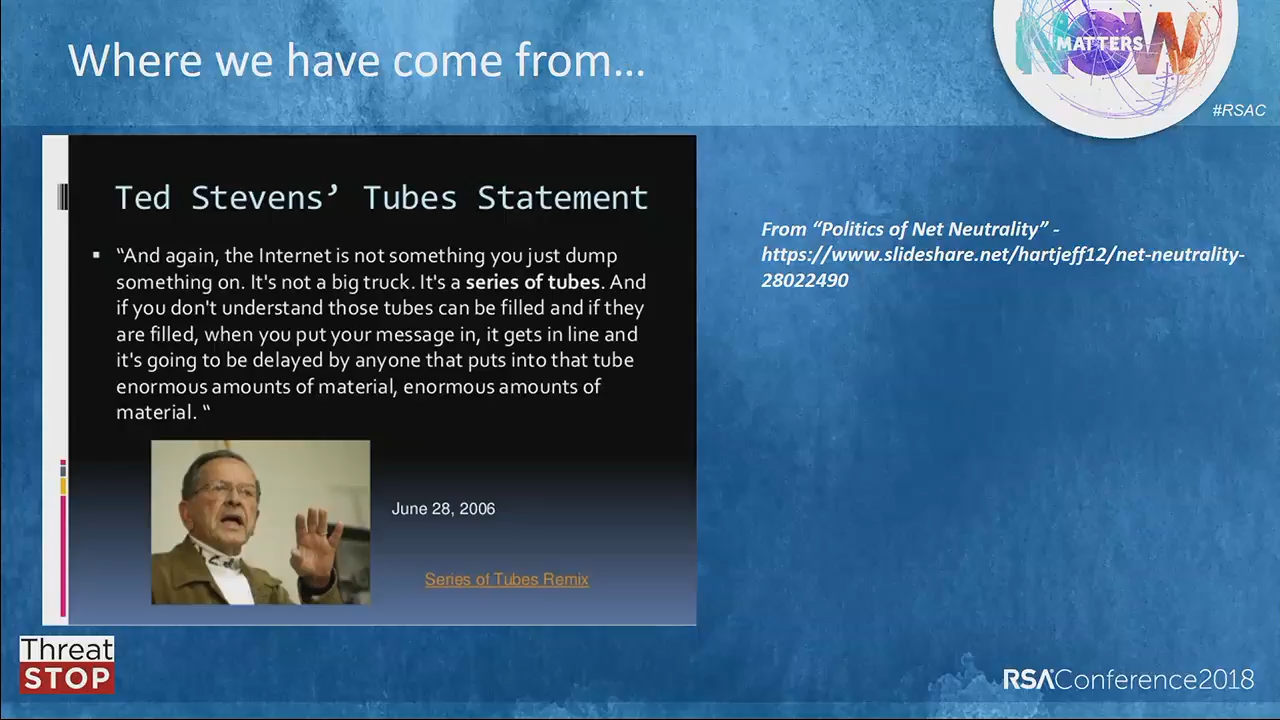 Where we have come from...
NOW
MATTERS
#RSAC
Ted Stevens’ Tubes Statement
“And again, the Internet is not something you just dump
something on. It's not a big truck. It's a series of tubes. And
if you don't understand those tubes can be filled and if they
are filled, when you put your message in, it gets in line and
it's going to be delayed by anyone that puts into that tube
enormous amounts of material, enormous amounts of
material. “
June 28, 2006
Series of Tubes Remix
From “Politics of Net Neutrality” -
https://www.slideshare.net/hartjeff12/net-neutrality-
28022490
Threat
STOP
RSAConference2018